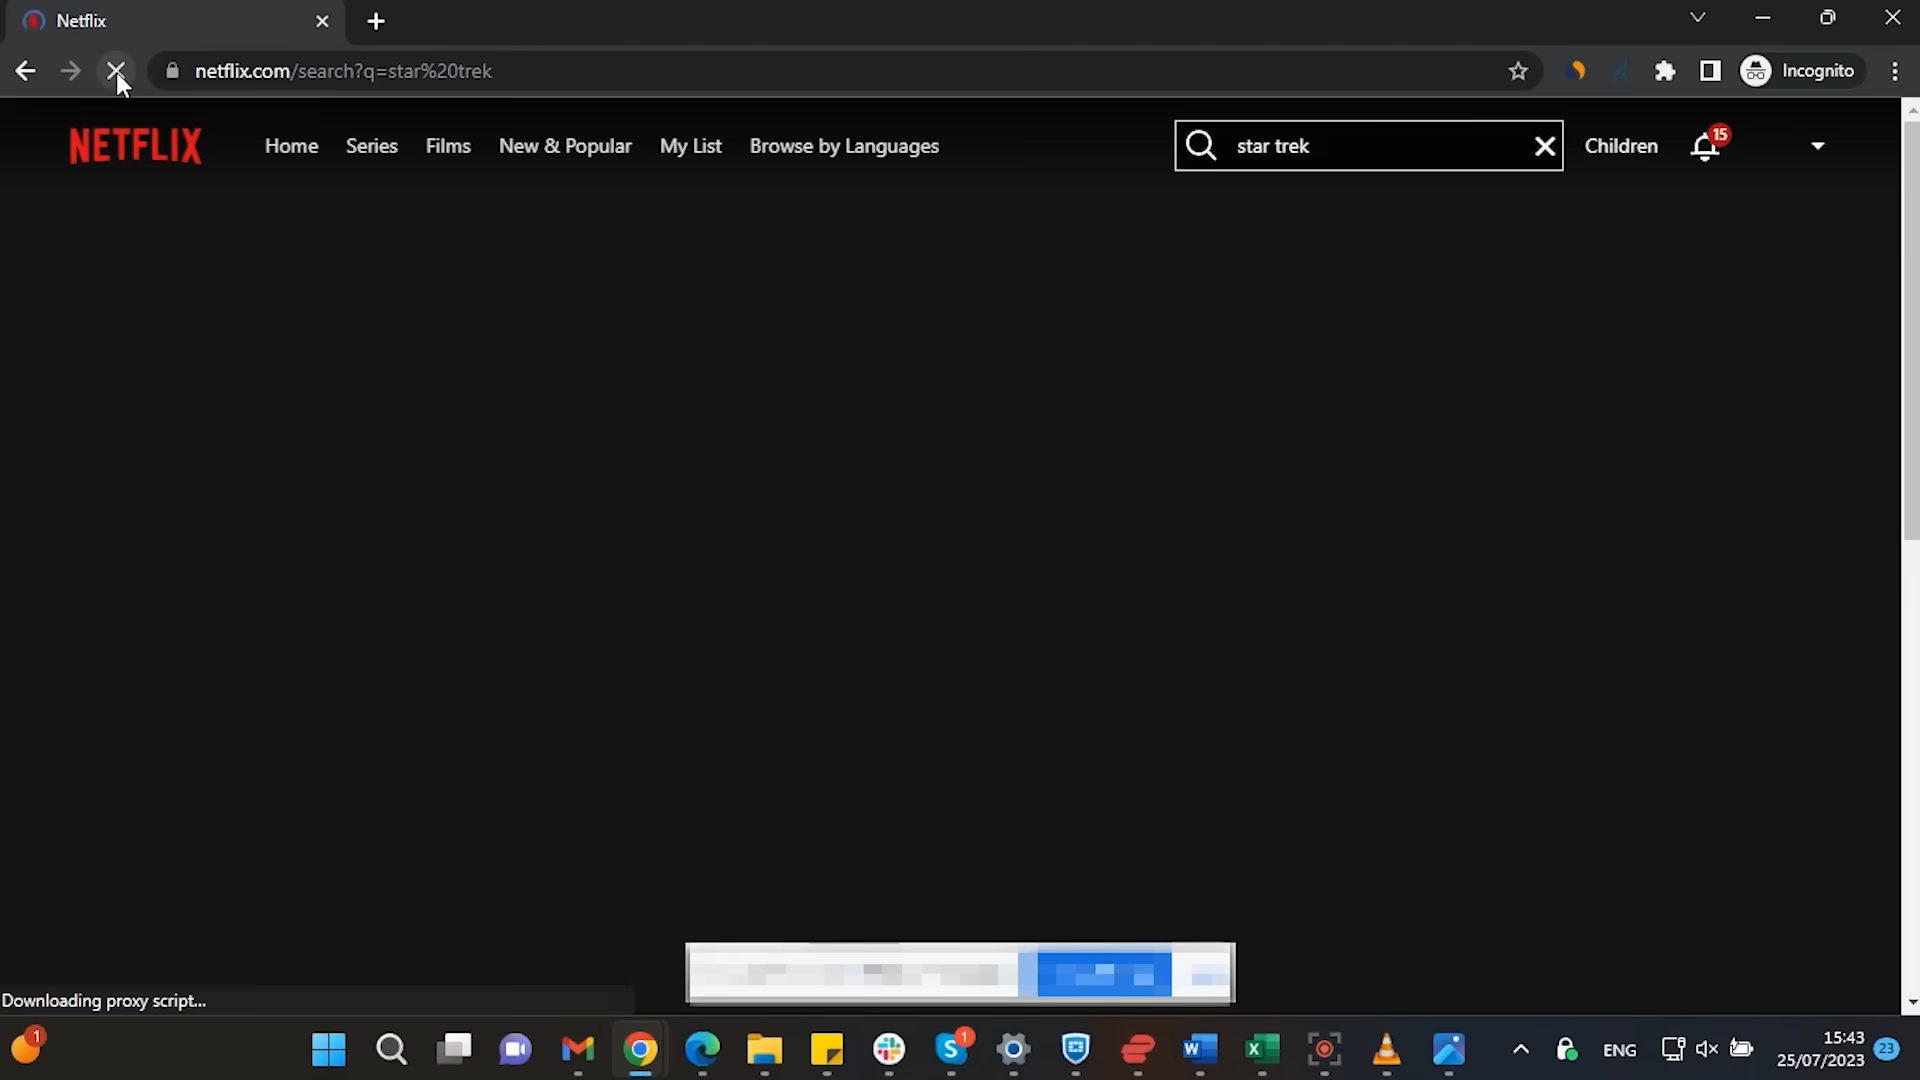 Netflix
netflix.com/search?q=star%20trek
Incognito
NETFLIX
Home
Series
Films
New & Popular
My List
Browse by Languages
star trek
Children
15
Downloading proxy script...
1
1
W
X
S
ENG
15:43
25/07/2023
23